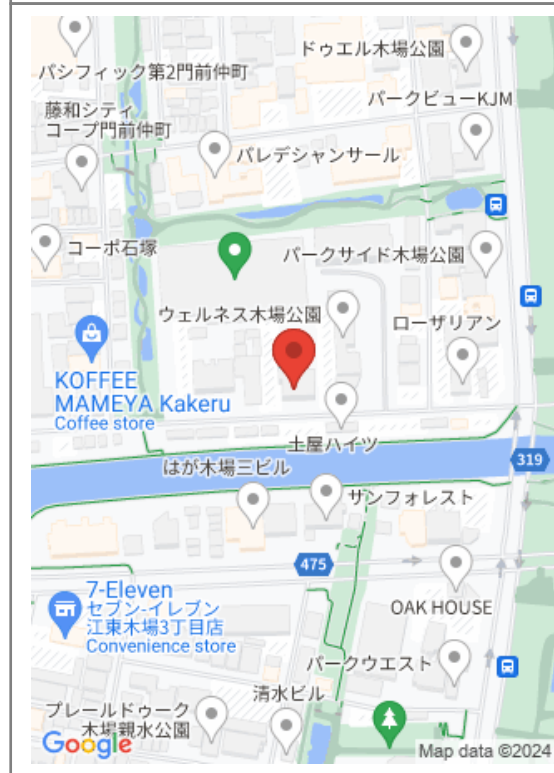 ドゥエル木場公園
パシフィック第2門前仲町
パークビューKJM
藤和シティ
コープ門前仲町
パレデシャンサール
コーポ石塚
パークサイド木場公園
ウェルネス木場公園
ローザリアン
KOFFEE
MAMEYA Kakeru
Coffee store
土屋ハイツ
319
はが木場三ビル
サンフォレスト
475
7-Eleven
セブン-イレブン
江東木場3丁目店
Convenience store
OAK HOUSE
パークウエスト
清水ビル
プレールドゥーク
木場親水公園
Google
Map data ©2024